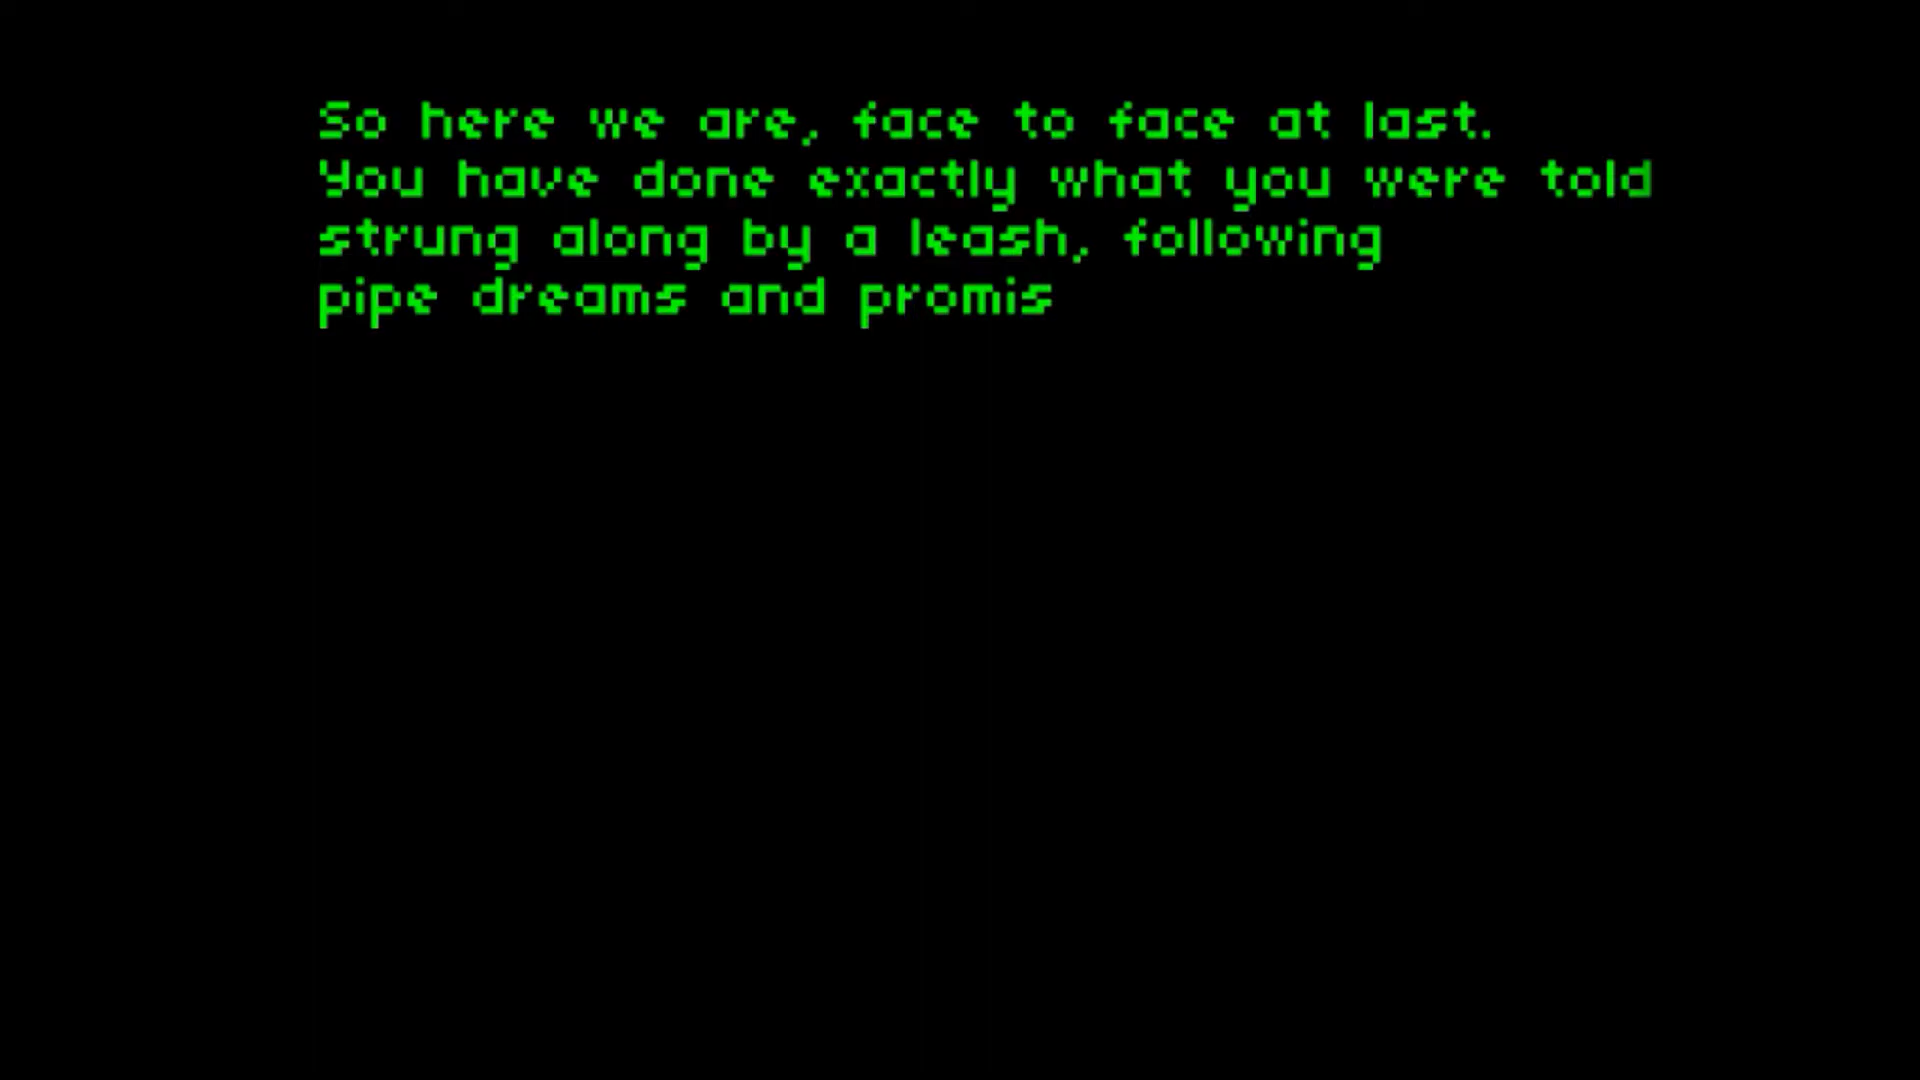 So here we are, face to face at last.
You have done exactly what you were told
strung along by a leash, following
pipe dreams and promis